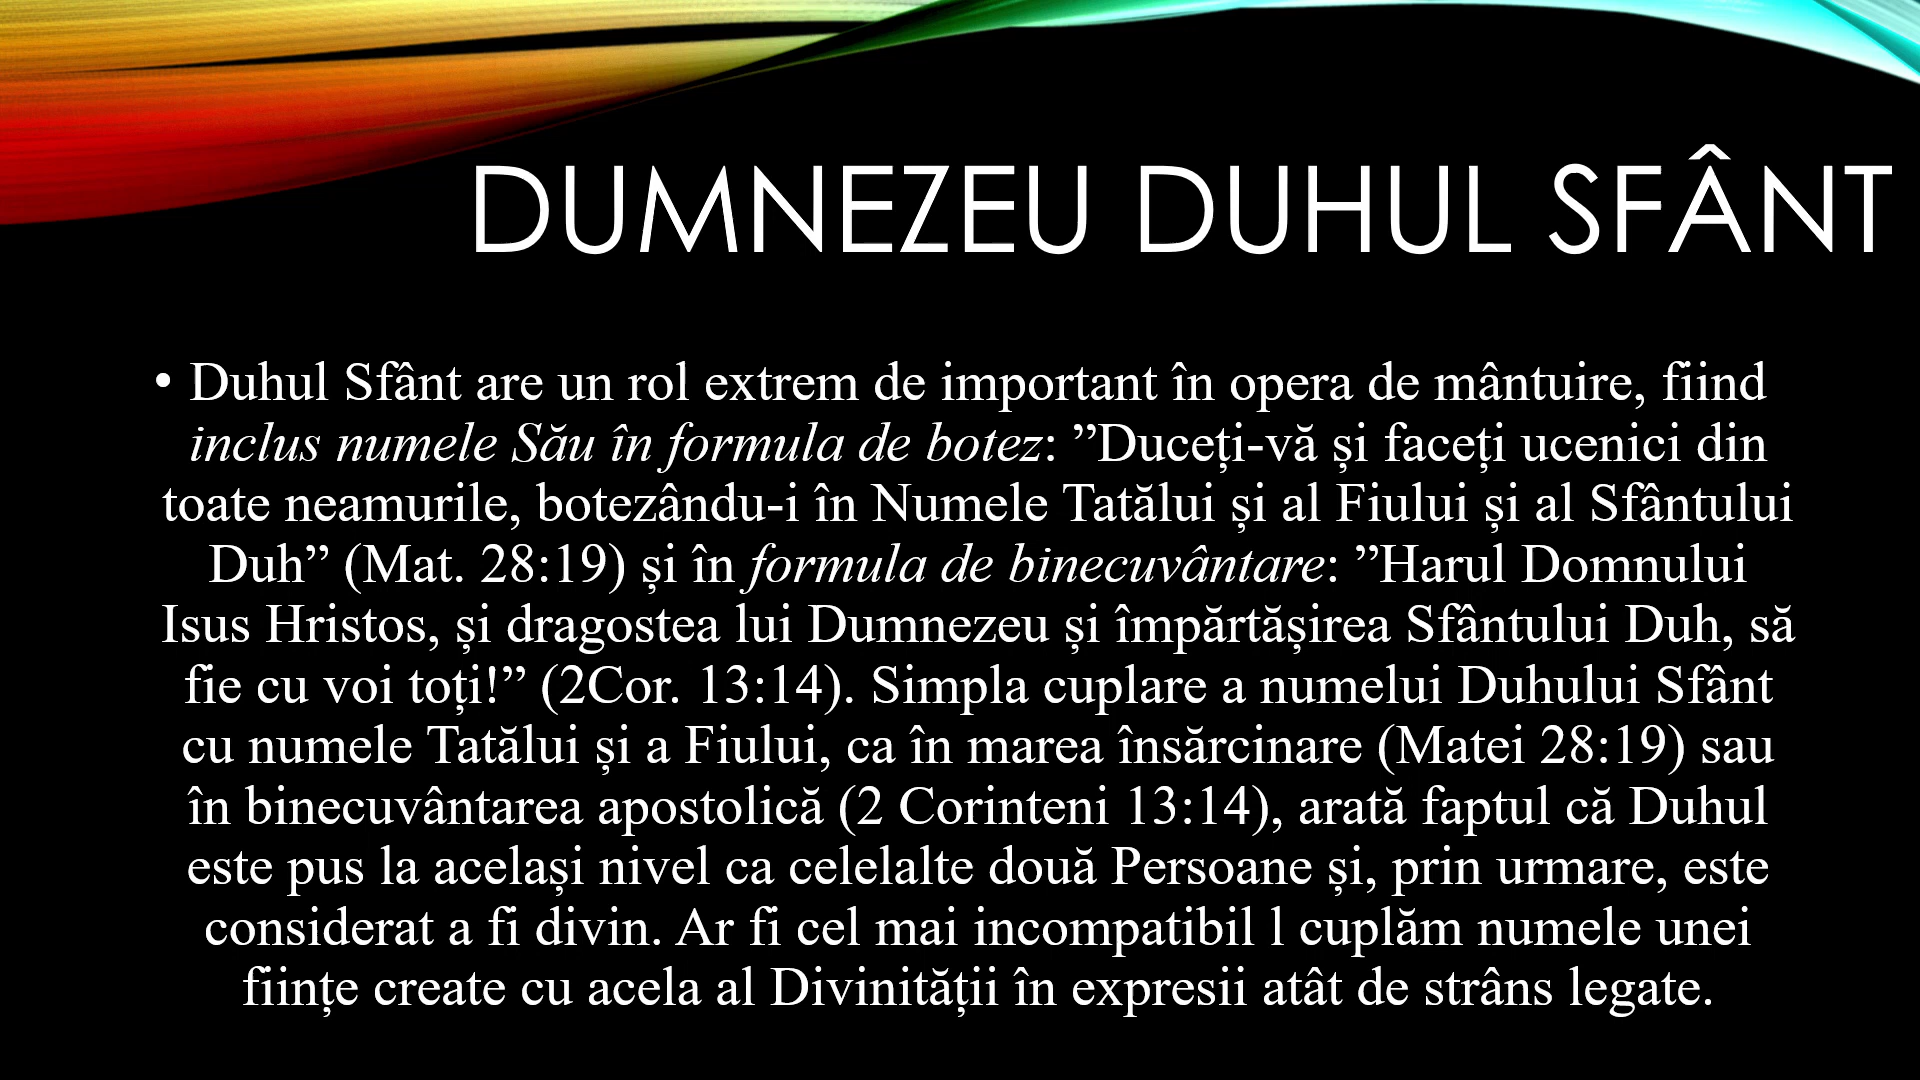 DUMNEZEU DUHUL SFÂNT
• Duhul Sfânt are un rol extrem de important în opera de mântuire, fiind
inclus numele Său în formula de botez: ”Duceți-vă și faceți ucenici din
toate neamurile, botezându-i în Numele Tatălui și al Fiului și al Sfântului
Duh” (Mat. 28:19) și în formula de binecuvântare: ”Harul Domnului
Isus Hristos, și dragostea lui Dumnezeu și împărtășirea Sfântului Duh, să
fie cu voi toți!” (2Cor. 13:14). Simpla cuplare a numelui Duhului Sfânt
cu numele Tatălui și a Fiului, ca în marea însărcinare (Matei 28:19) sau
în binecuvântarea apostolică (2 Corinteni 13:14), arată faptul că Duhul
este pus la același nivel ca celelalte două Persoane și, prin urmare, este
considerat a fi divin. Ar fi cel mai incompatibil l cuplăm numele unei
ființe create cu acela al Divinității în expresii atât de strâns legate.